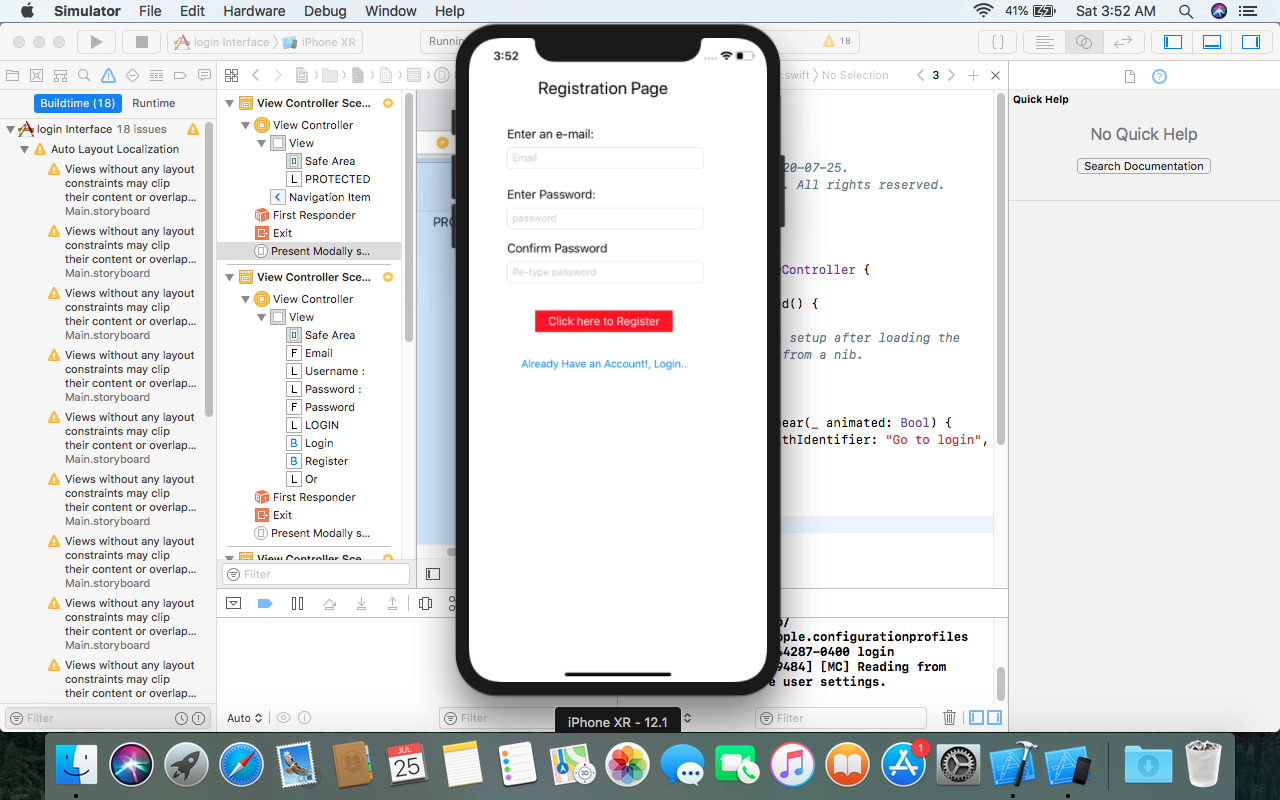 Simulator File Edit Hardware Debug Window Help 41% Sat 3:52 AM
login Interface iPhone XR
Running
18
r.swift No Selection
3
Buildtime (18) Runtime
login Interface 18 issues
Auto Layout Localization
Views without any layout
constraints may clip
their content or overlap...
Main.storyboard
Views without any layout
constraints may clip
their content or overlap...
Main.storyboard
Views without any layout
constraints may clip
their content or overlap...
Main.storyboard
Views without any layout
constraints may clip
their content or overlap...
Main.storyboard
Views without any layout
constraints may clip
their content or overlap...
Main.storyboard
Views without any layout
constraints may clip
their content or overlap...
Main.storyboard
Views without any layout
constraints may clip
their content or overlap...
Main.storyboard
Views without any layout
constraints may clip
their content or overlap...
Main.storyboard
Views without any layout
constraints may clip
their content or overlap...
Filter
View Controller Sce...
View Controller
View
Safe Area
L PROTECTED
Navigation Item
First Responder
Exit
Present Modally s...
View Controller Sce...
View Controller
View
Safe Area
F Email
L Username :
L Password :
F Password
L LOGIN
B Login
B Register
L Or
First Responder
Exit
Present Modally s...
View Controller Sce...
Filter
PRO
3:52
Registration Page
Enter an e-mail:
Email
Enter Password:
password
Confirm Password
Re-type password
Click here to Register
Already Have an Account!, Login..
iPhone XR - 12.1
20-07-25.
. All rights reserved.
Controller {
d() {
setup after loading the
from a nib.
ear(_ animated: Bool) {
thIdentifier: "Go to login",
pple.configurationprofiles
44287-0400 login
9484] [MC] Reading from
e user settings.
Auto
Filter
Filter
Quick Help
No Quick Help
Search Documentation
JUL
25
1